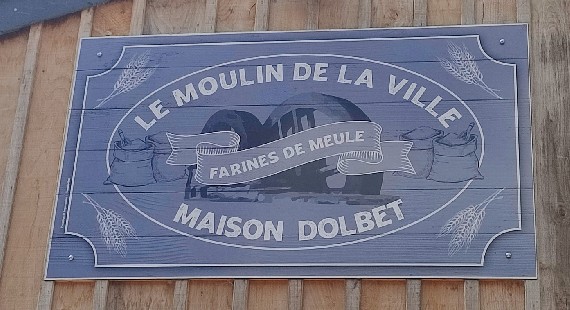 LE MOULIN DE LA VILLE
FARINES DE MEULE
MAISON DOLBET